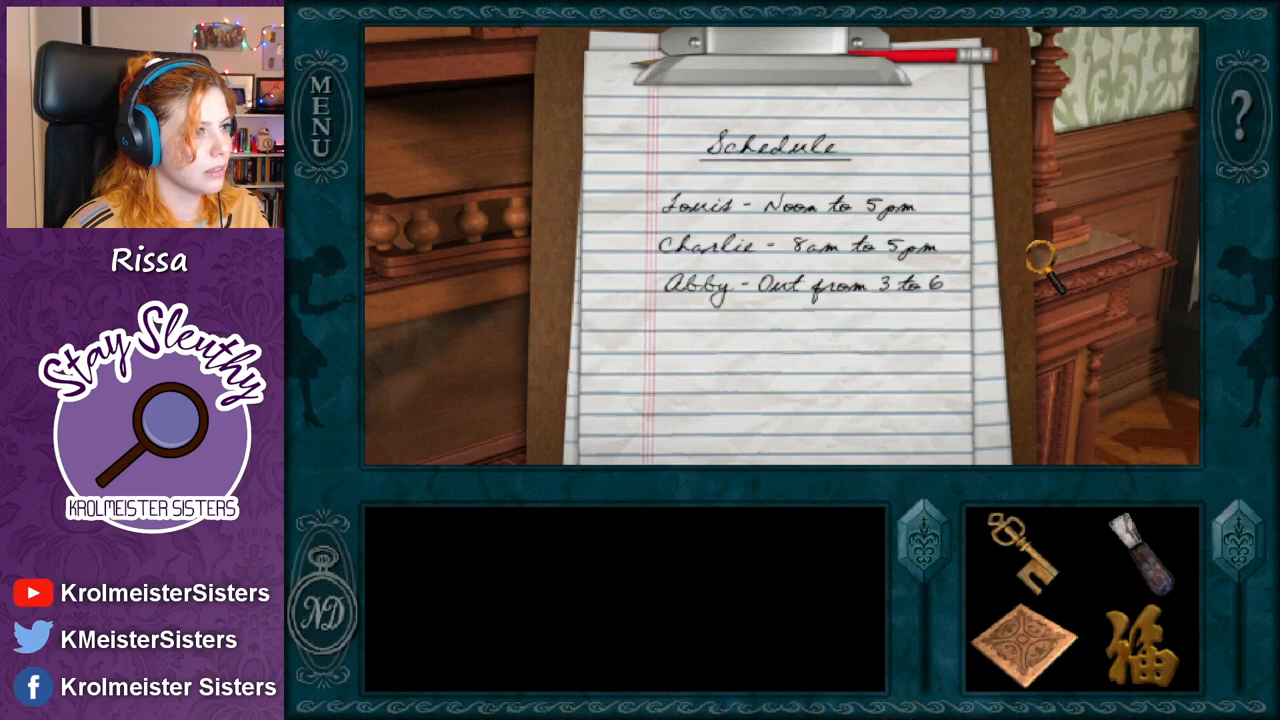 Rissa
Stay Sleuthy
KROLMEISTER SISTERS
KrolmeisterSisters
KMeisterSisters
Krolmeister Sisters
MENU
?
Schedule
Louis - Noon to 5pm
Charlie - 8am to 5pm
Abby - Out from 3 to 6
ND
福